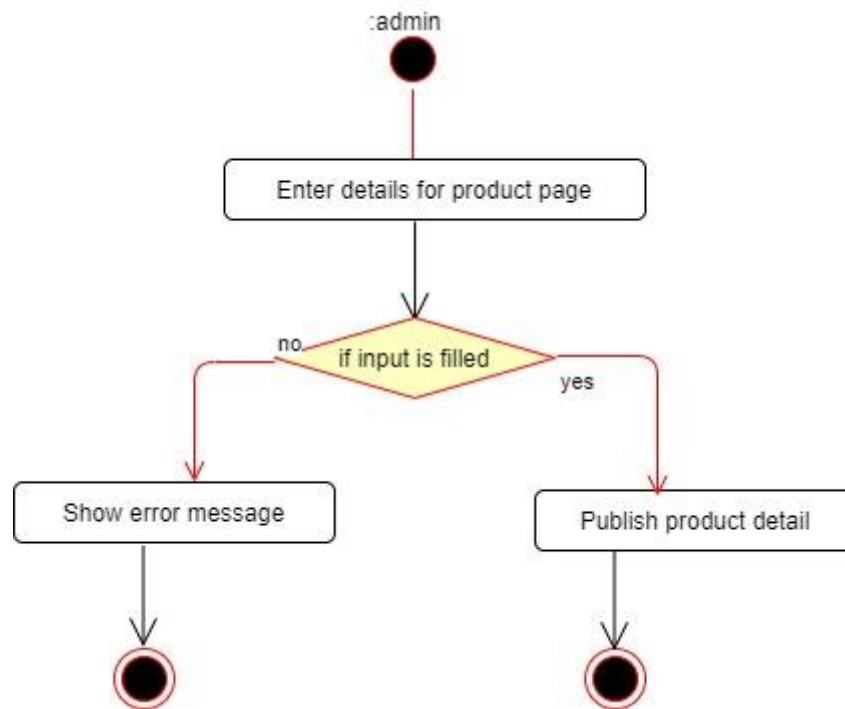 :admin
Enter details for product page
no
if input is filled
yes
Show error message
Publish product detail